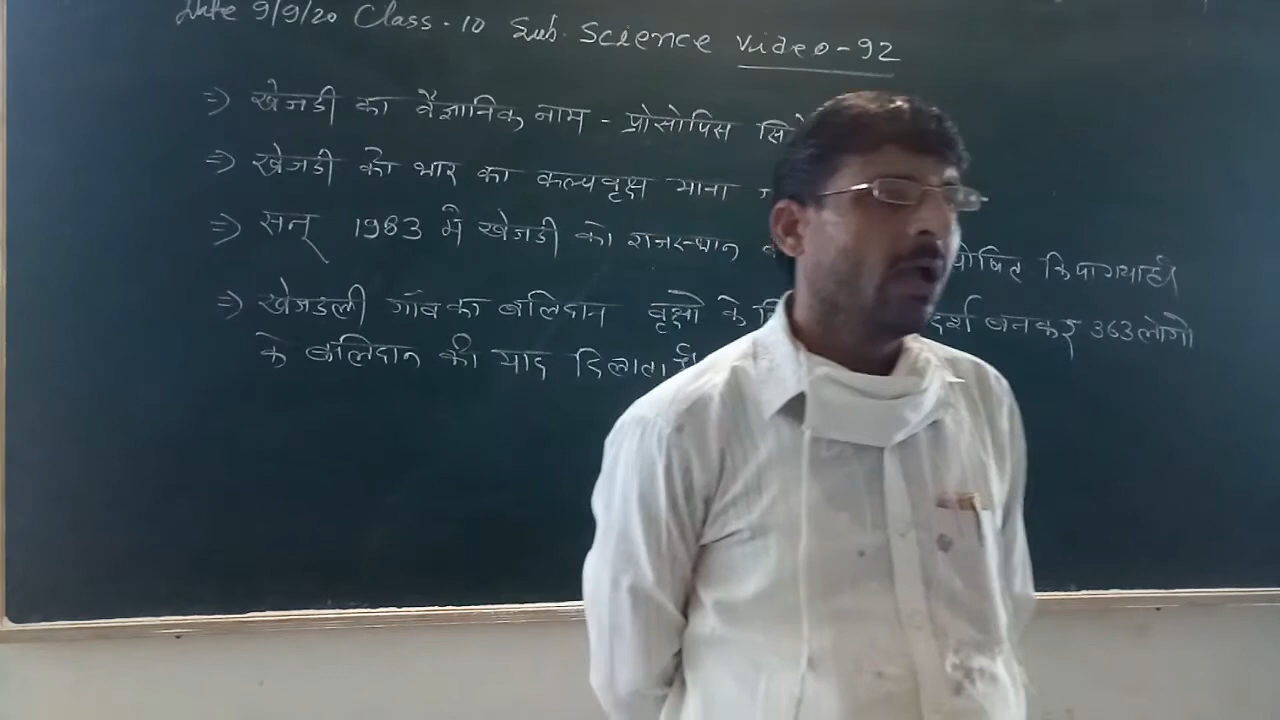 Date 9/9/20 Class - 10 Sub. Science Video-92
⇒ खेजडी का वैज्ञानिक नाम - प्रोसोपिस
⇒ खेजडी को थार का कल्पवृक्ष माना
⇒ सन् 1983 मे खेजडी को राजस्थान घोषित किया गया है।
⇒ खेजडली गाँव का बलिदान वृक्षो के बनकर 363 लोगो
के बलिदान की याद दिलाता है।